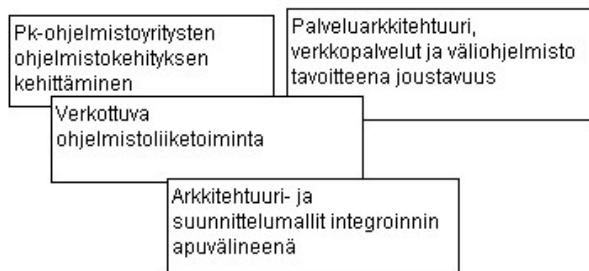 Pk-ohjelmistoyritysten
ohjelmistokehityksen
kehittäminen
Palveluarkkitehtuuri,
verkkopalvelut ja väliohjelmisto
tavoitteena joustavuus
Verkottuva
ohjelmistoliiketoiminta
Arkkitehtuuri- ja
suunnittelumallit integroinnin
apuvälineenä